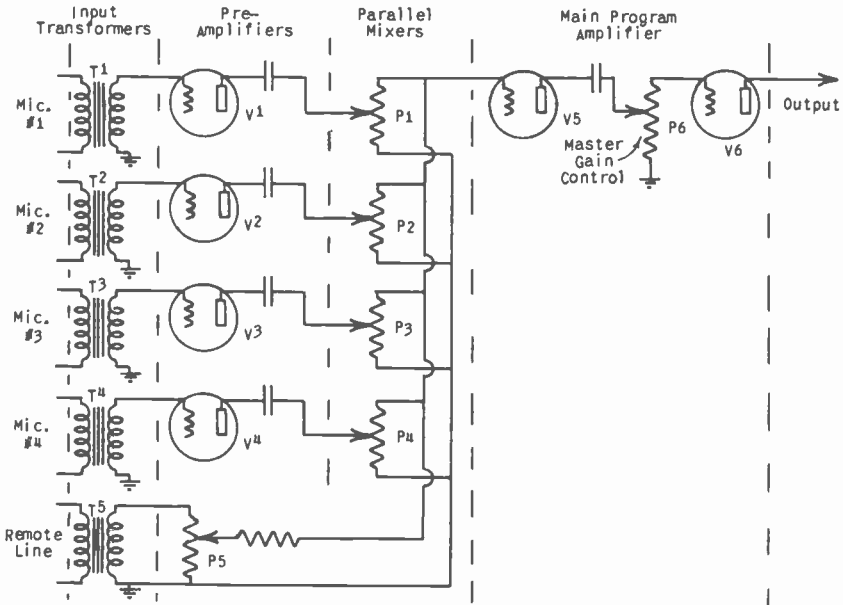 Input
Transformers
Pre-
Amplifiers
Parallel
Mixers
Main Program
Amplifier
Mic.
#1
T1
V1
P1
V5
P6
V6
Output
Master
Gain
Control
Mic.
#2
T2
V2
P2
Mic.
#3
T3
V3
P3
Mic.
#4
T4
V4
P4
Remote
Line
T5
P5